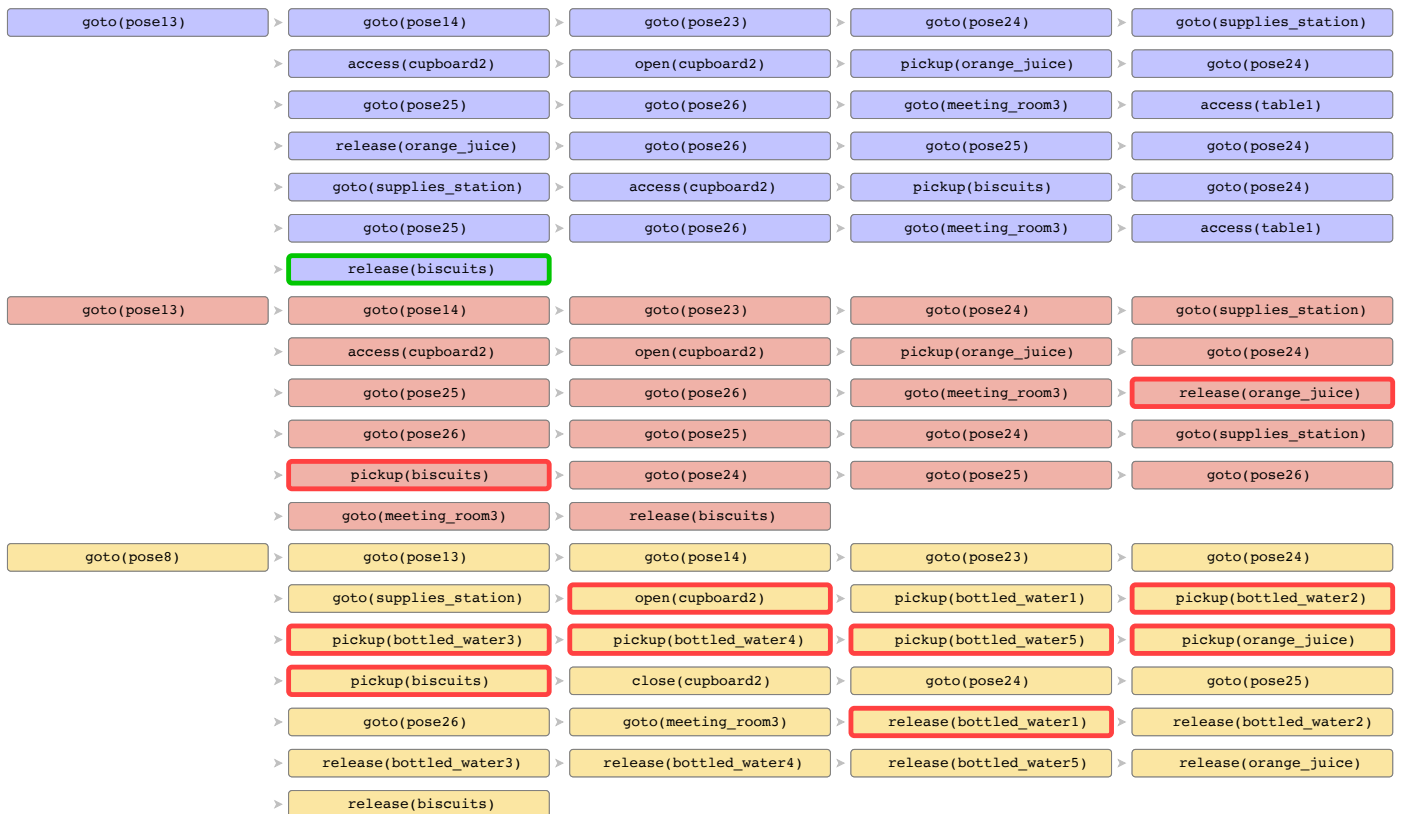 goto(pose13) goto(pose14) goto(pose23) goto(pose24) goto(supplies_station)
access(cupboard2) open(cupboard2) pickup(orange_juice) goto(pose24)
goto(pose25) goto(pose26) goto(meeting_room3) access(table1)
release(orange_juice) goto(pose26) goto(pose25) goto(pose24)
goto(supplies_station) access(cupboard2) pickup(biscuits) goto(pose24)
goto(pose25) goto(pose26) goto(meeting_room3) access(table1)
release(biscuits)
goto(pose13) goto(pose14) goto(pose23) goto(pose24) goto(supplies_station)
access(cupboard2) open(cupboard2) pickup(orange_juice) goto(pose24)
goto(pose25) goto(pose26) goto(meeting_room3) release(orange_juice)
goto(pose26) goto(pose25) goto(pose24) goto(supplies_station)
pickup(biscuits) goto(pose24) goto(pose25) goto(pose26)
goto(meeting_room3) release(biscuits)
goto(pose8) goto(pose13) goto(pose14) goto(pose23) goto(pose24)
goto(supplies_station) open(cupboard2) pickup(bottled_water1) pickup(bottled_water2)
pickup(bottled_water3) pickup(bottled_water4) pickup(bottled_water5) pickup(orange_juice)
pickup(biscuits) close(cupboard2) goto(pose24) goto(pose25)
goto(pose26) goto(meeting_room3) release(bottled_water1) release(bottled_water2)
release(bottled_water3) release(bottled_water4) release(bottled_water5) release(orange_juice)
release(biscuits)